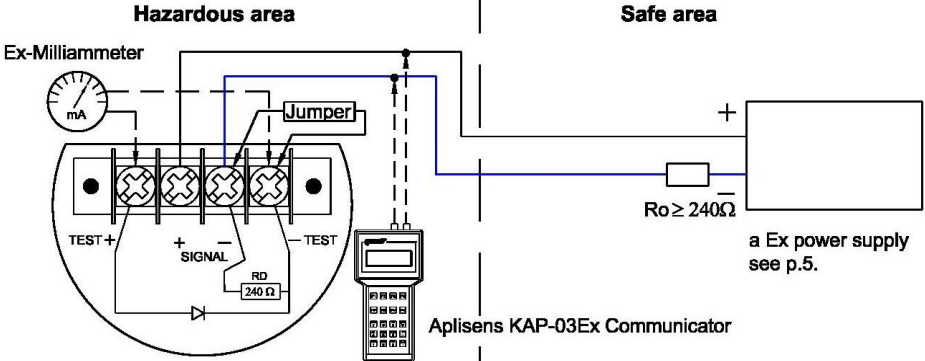 Hazardous area
Safe area
Ex-Milliammeter
mA
Jumper
+
Ro ≥ 240Ω
−
TEST +
+ −
SIGNAL
− TEST
RD
240 Ω
a Ex power supply
see p.5.
Aplisens KAP-03Ex Communicator